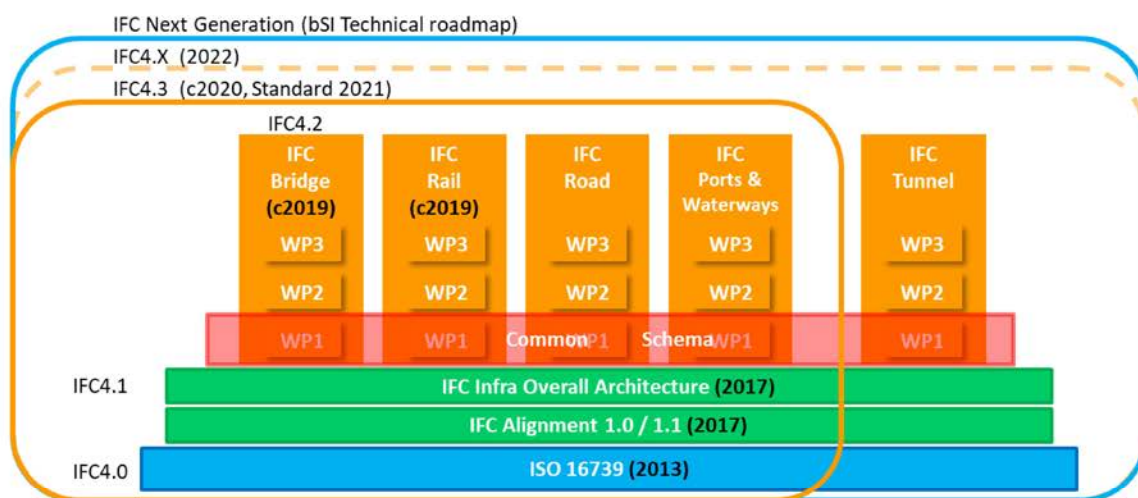 IFC Next Generation (bSI Technical roadmap)
IFC4.X (2022)
IFC4.3 (c2020, Standard 2021)
IFC4.2
IFC
Bridge
(c2019)
WP3
WP2
WP1
IFC
Rail
(c2019)
WP3
WP2
WP1
IFC
Road
WP3
WP2
WP1
IFC
Ports &
Waterways
WP3
WP2
WP1
IFC
Tunnel
WP3
WP2
WP1
Common Schema
IFC4.1
IFC Infra Overall Architecture (2017)
IFC Alignment 1.0 / 1.1 (2017)
IFC4.0
ISO 16739 (2013)